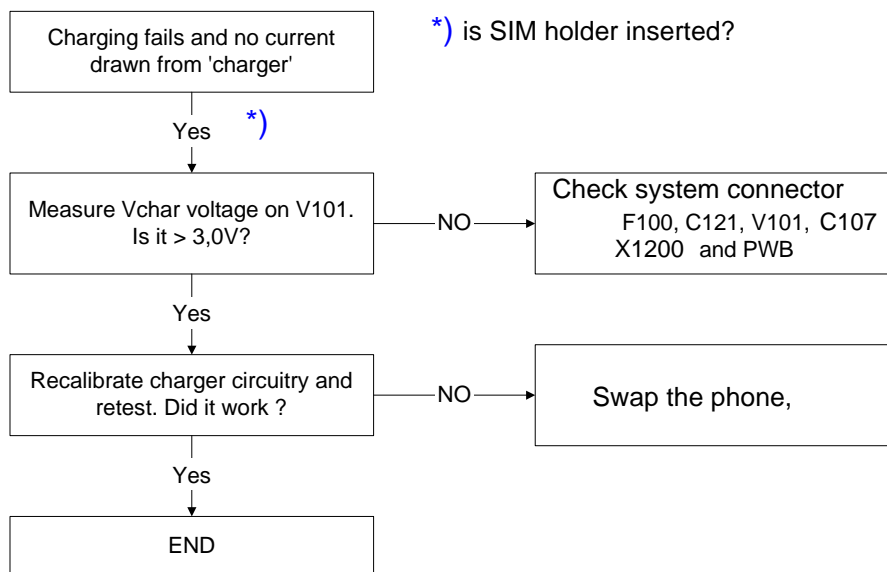 Charging fails and no current
drawn from 'charger'
*) is SIM holder inserted?
Yes
*)
Measure Vchar voltage on V101.
Is it > 3,0V?
NO
Check system connector
F100, C121, V101, C107
X1200 and PWB
Yes
Recalibrate charger circuitry and
retest. Did it work ?
NO
Swap the phone,
Yes
END